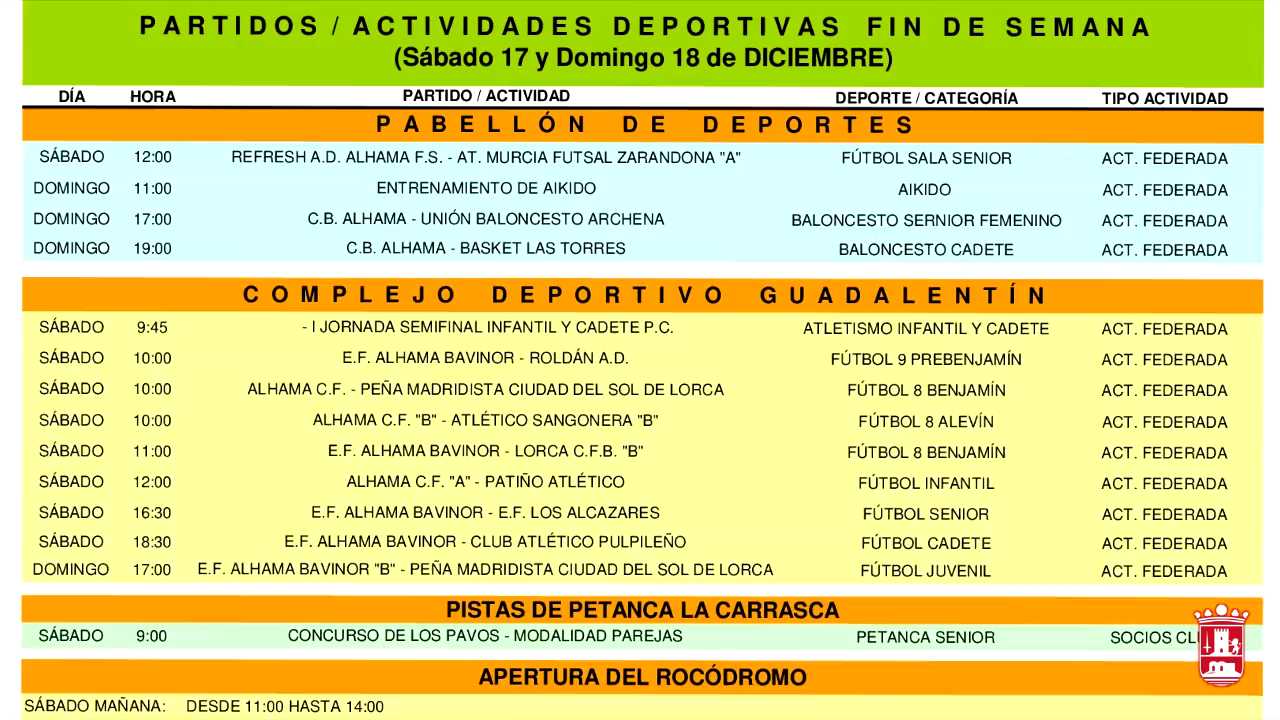 PARTIDOS / ACTIVIDADES DEPORTIVAS FIN DE SEMANA
(Sábado 17 y Domingo 18 de DICIEMBRE)
DÍA HORA PARTIDO / ACTIVIDAD DEPORTE / CATEGORÍA TIPO ACTIVIDAD
PABELLÓN DE DEPORTES
SÁBADO 12:00 REFRESH A.D. ALHAMA F.S. - AT. MURCIA FUTSAL ZARANDONA "A" FÚTBOL SALA SENIOR ACT. FEDERADA
DOMINGO 11:00 ENTRENAMIENTO DE AIKIDO AIKIDO ACT. FEDERADA
DOMINGO 17:00 C.B. ALHAMA - UNIÓN BALONCESTO ARCHENA BALONCESTO SERNIOR FEMENINO ACT. FEDERADA
DOMINGO 19:00 C.B. ALHAMA - BASKET LAS TORRES BALONCESTO CADETE ACT. FEDERADA
COMPLEJO DEPORTIVO GUADALENTÍN
SÁBADO 9:45 - I JORNADA SEMIFINAL INFANTIL Y CADETE P.C. ATLETISMO INFANTIL Y CADETE ACT. FEDERADA
SÁBADO 10:00 E.F. ALHAMA BAVINOR - ROLDÁN A.D. FÚTBOL 9 PREBENJAMÍN ACT. FEDERADA
SÁBADO 10:00 ALHAMA C.F. - PEÑA MADRIDISTA CIUDAD DEL SOL DE LORCA FÚTBOL 8 BENJAMÍN ACT. FEDERADA
SÁBADO 10:00 ALHAMA C.F. "B" - ATLÉTICO SANGONERA "B" FÚTBOL 8 ALEVÍN ACT. FEDERADA
SÁBADO 11:00 E.F. ALHAMA BAVINOR - LORCA C.F.B. "B" FÚTBOL 8 BENJAMÍN ACT. FEDERADA
SÁBADO 12:00 ALHAMA C.F. "A" - PATIÑO ATLÉTICO FÚTBOL INFANTIL ACT. FEDERADA
SÁBADO 16:30 E.F. ALHAMA BAVINOR - E.F. LOS ALCAZARES FÚTBOL SENIOR ACT. FEDERADA
SÁBADO 18:30 E.F. ALHAMA BAVINOR - CLUB ATLÉTICO PULPILEÑO FÚTBOL CADETE ACT. FEDERADA
DOMINGO 17:00 E.F. ALHAMA BAVINOR "B" - PEÑA MADRIDISTA CIUDAD DEL SOL DE LORCA FÚTBOL JUVENIL ACT. FEDERADA
PISTAS DE PETANCA LA CARRASCA
SÁBADO 9:00 CONCURSO DE LOS PAVOS - MODALIDAD PAREJAS PETANCA SENIOR SOCIOS
APERTURA DEL ROCÓDROMO
SÁBADO MAÑANA: DESDE 11:00 HASTA 14:00